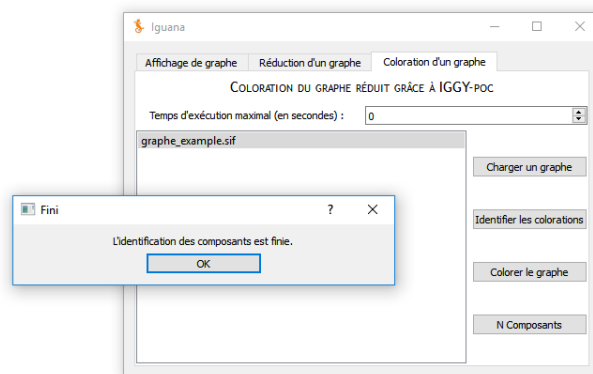 Iguana
Affichage de graphe Réduction d'un graphe Coloration d'un graphe
COLORATION DU GRAPHE RÉDUIT GRÂCE À IGGY-POC
Temps d'exécution maximal (en secondes) : 0
graphe_example.sif
Charger un graphe
Fini ?
Identifier les colorations
L'identification des composants est finie.
OK
Colorer le graphe
N Composants